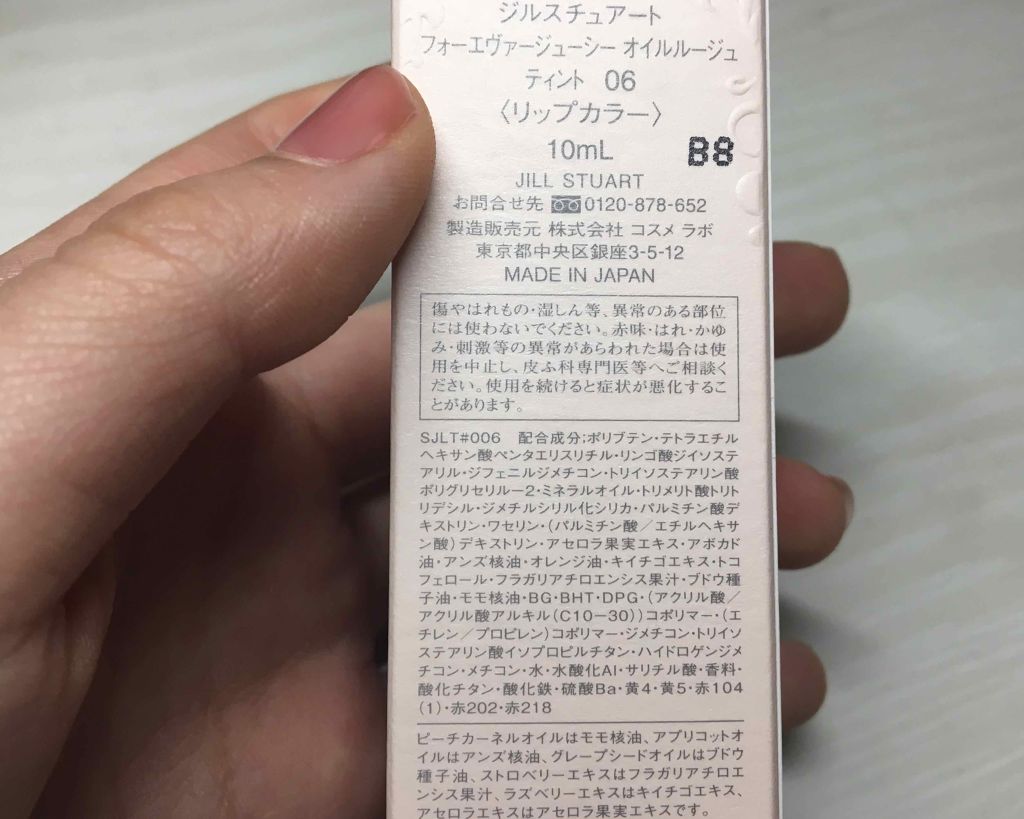 ジルスチュアート
フォーエヴァージューシー オイルルージュ
ティント 06
〈リップカラー〉
10mL
B8
JILL STUART
お問合せ先 0120-878-652
製造販売元 株式会社 コスメ ラボ
東京都中央区銀座3-5-12
MADE IN JAPAN
傷やはれもの・湿しん等、異常のある部位
には使わないでください。赤味・はれ・かゆ
み・刺激等の異常があらわれた場合は使
用を中止し、皮ふ科専門医等へご相談く
ださい。使用を続けると症状が悪化するこ
とがあります。
SJLT#006 配合成分;ポリブテン・テトラエチル
ヘキサン酸ペンタエリスリチル・リンゴ酸ジイソステ
アリル・ジフェニルジメチコン・トリイソステアリン酸
ポリグリセリル－2・ミネラルオイル・トリメリト酸トリト
リデシル・ジメチルシリル化シリカ・パルミチン酸デ
キストリン・ワセリン・(パルミチン酸／エチルヘキサ
ン酸)デキストリン・アセロラ果実エキス・アボカド
油・アンズ核油・オレンジ油・キイチゴエキス・トコ
フェロール・フラガリアチロエンシス果汁・ブドウ種
子油・モモ核油・BG・BHT・DPG・(アクリル酸／
アクリル酸アルキル(C10－30))コポリマー・(エ
チレン／プロピレン)コポリマー・ジメチコン・トリイソ
ステアリン酸イソプロピルチタン・ハイドロゲンジメ
チコン・メチコン・水・水酸化Al・サリチル酸・香料・
酸化チタン・酸化鉄・硫酸Ba・黄4・黄5・赤104
(1)・赤202・赤218
ピーチカーネルオイルはモモ核油、アプリコットオ
イルはアンズ核油、グレープシードオイルはブドウ
種子油、ストロベリーエキスはフラガリアチロエ
ンシス果汁、ラズベリーエキスはキイチゴエキス、
アセロラエキスはアセロラ果実エキスです。